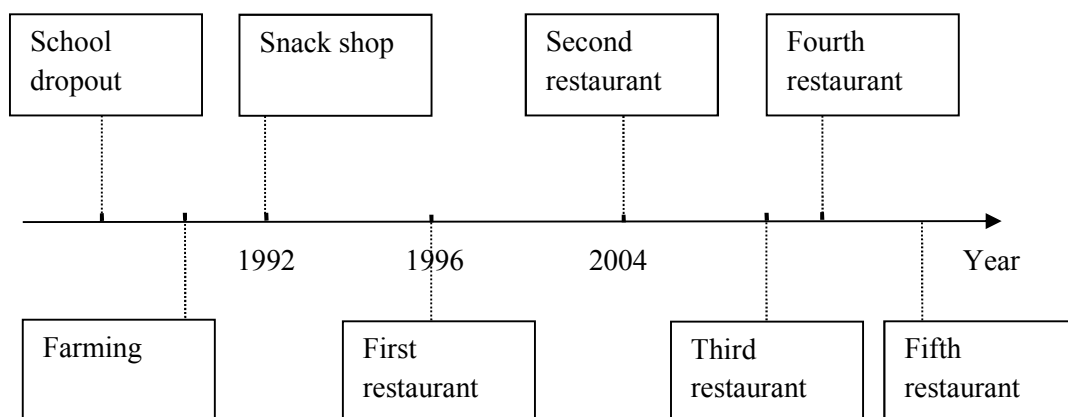 School
dropout
Snack shop
Second
restaurant
Fourth
restaurant
1992
1996
2004
Year
Farming
First
restaurant
Third
restaurant
Fifth
restaurant